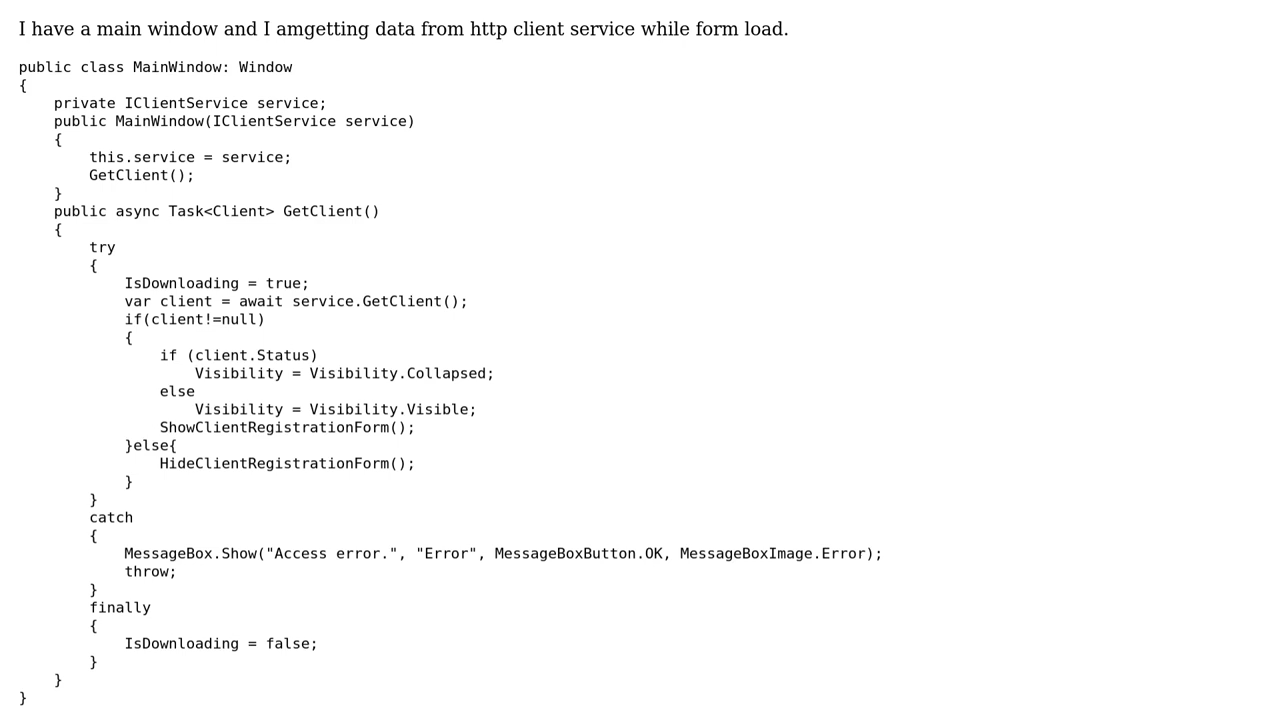 I have a main window and I amgetting data from http client service while form load.
public class MainWindow: Window
{
    private IClientService service;
    public MainWindow(IClientService service)
    {
        this.service = service;
        GetClient();
    }
    public async Task<Client> GetClient()
    {
        try
        {
            IsDownloading = true;
            var client = await service.GetClient();
            if(client!=null)
            {
                if (client.Status)
                    Visibility = Visibility.Collapsed;
                else
                    Visibility = Visibility.Visible;
                ShowClientRegistrationForm();
            }else{
                HideClientRegistrationForm();
            }
        }
        catch
        {
            MessageBox.Show("Access error.", "Error", MessageBoxButton.OK, MessageBoxImage.Error);
            throw;
        }
        finally
        {
            IsDownloading = false;
        }
    }
}